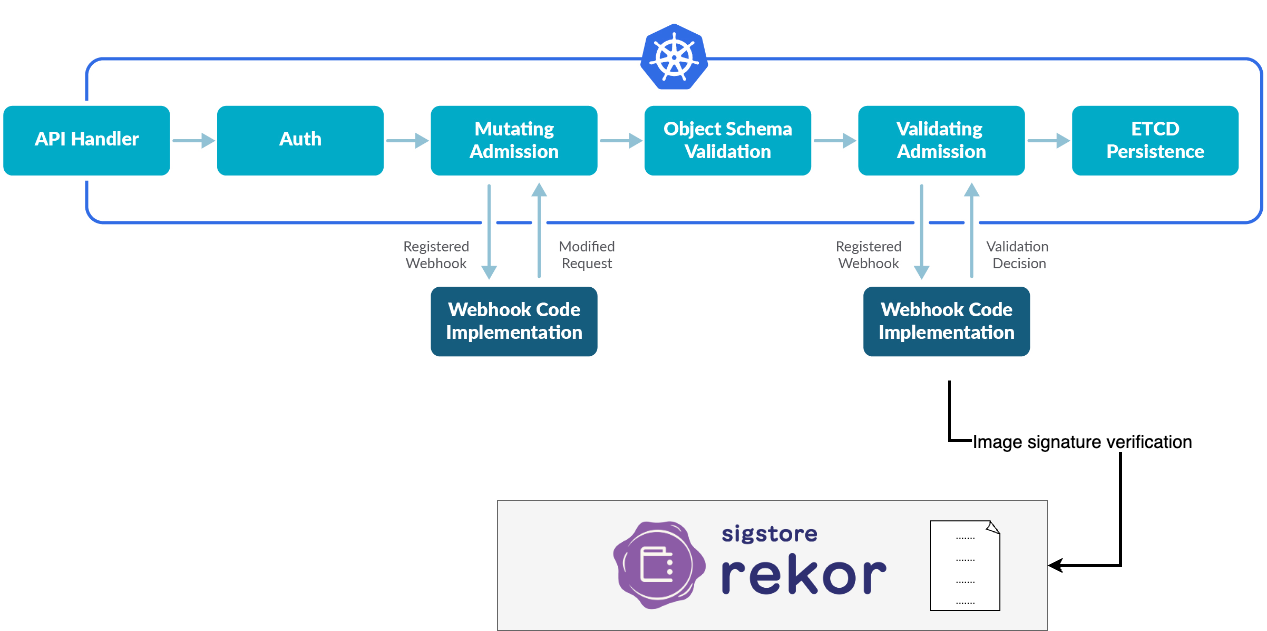 API Handler
Auth
Mutating
Admission
Object Schema
Validation
Validating
Admission
ETCD
Persistence
Registered
Webhook
Modified
Request
Registered
Webhook
Validation
Decision
Webhook Code
Implementation
Webhook Code
Implementation
Image signature verification
sigstore
rekor
.......
.......
.......
.......